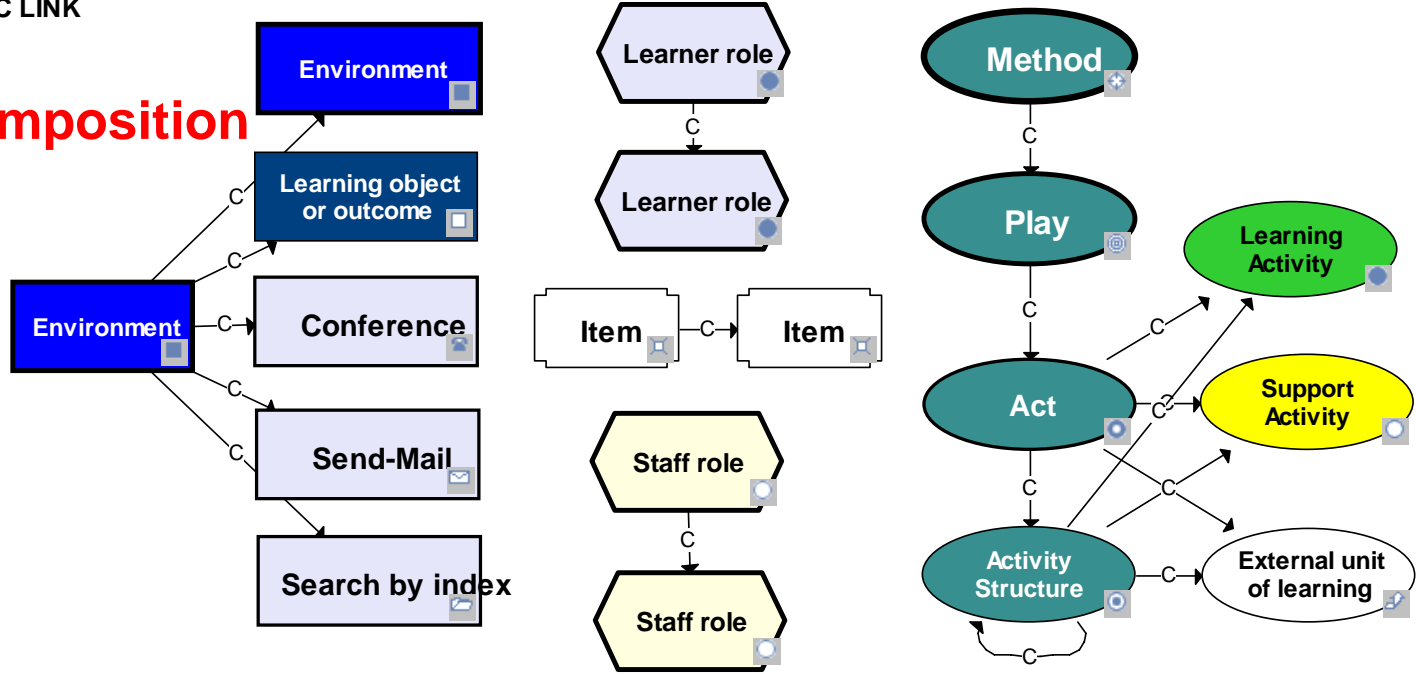 C LINK
mposition
Environment
Environment
Learning object
or outcome
Conference
Send-Mail
Search by index
C
C
C
C
C
Learner role
C
Learner role
Item
C
Item
Staff role
C
Staff role
Method
C
Play
C
Act
C
Activity
Structure
C
C
C
C
C
C
C
C
Learning
Activity
Support
Activity
External unit
of learning